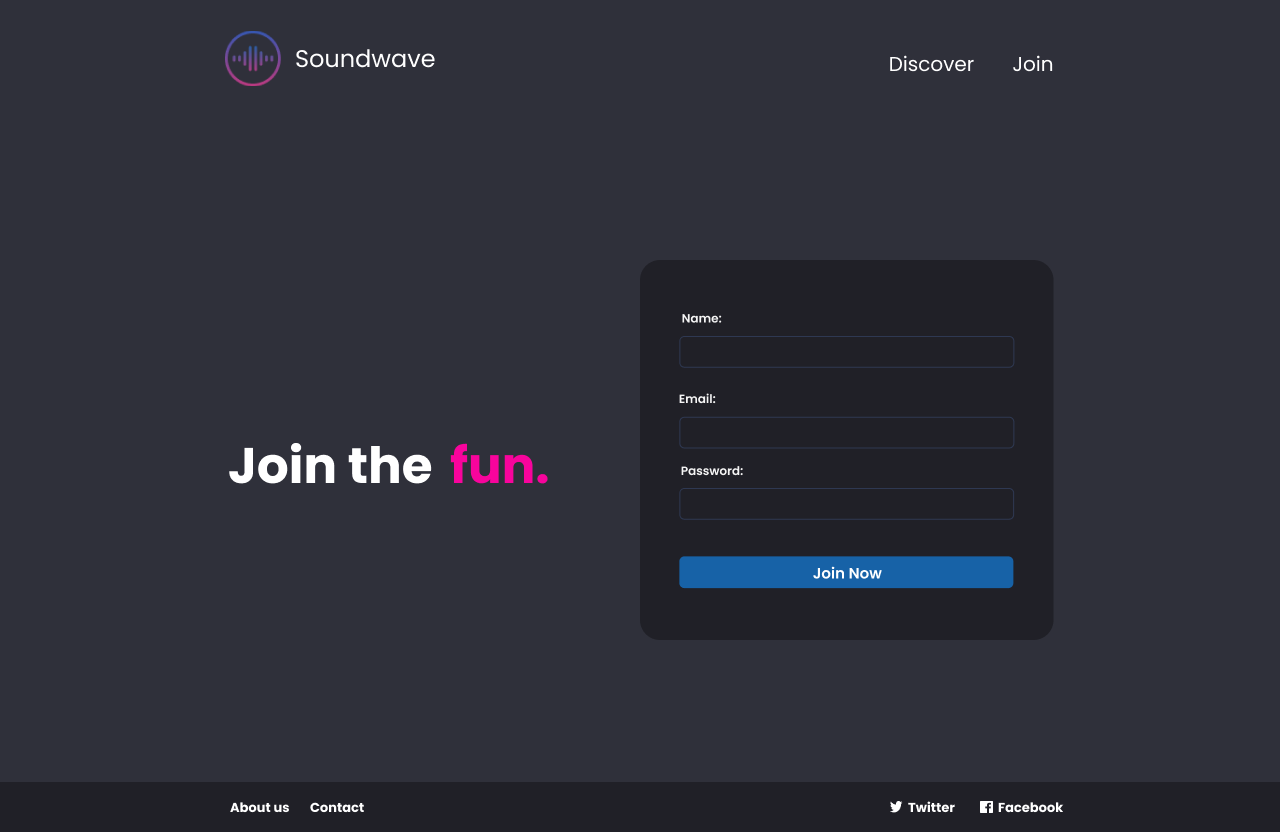 Soundwave
Discover Join
Name:
Email:
Join the fun.
Password:
Join Now
About us Contact
Twitter Facebook